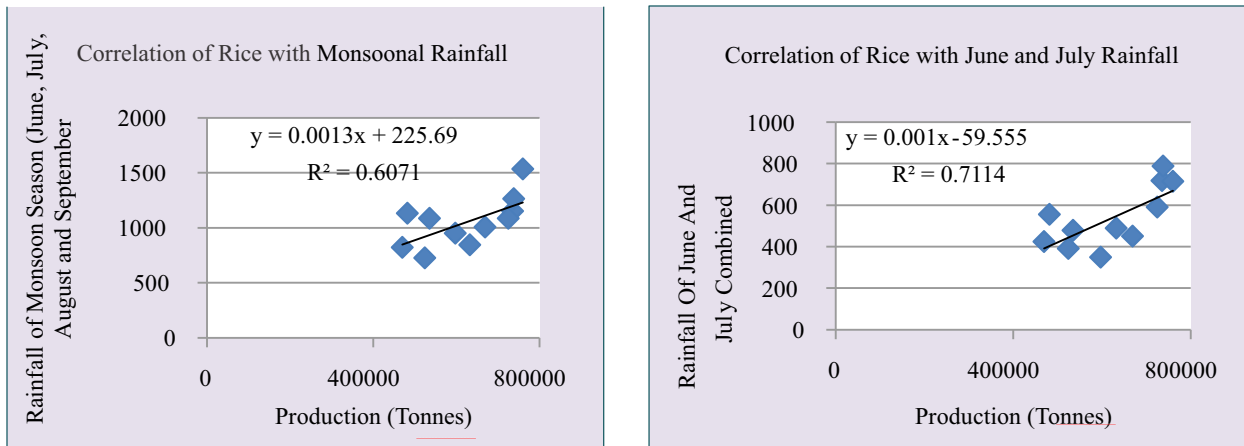 Correlation of Rice with Monsoonal Rainfall
Rainfall of Monsoon Season (June, July,
August and September
2000
1500
1000
500
0
y = 0.0013x + 225.69
R² = 0.6071
0
400000
800000
Production (Tonnes)
Correlation of Rice with June and July Rainfall
Rainfall Of June And
July Combined
1000
800
600
400
200
0
y = 0.001x-59.555
R² = 0.7114
0
400000
800000
Production (Tonnes)